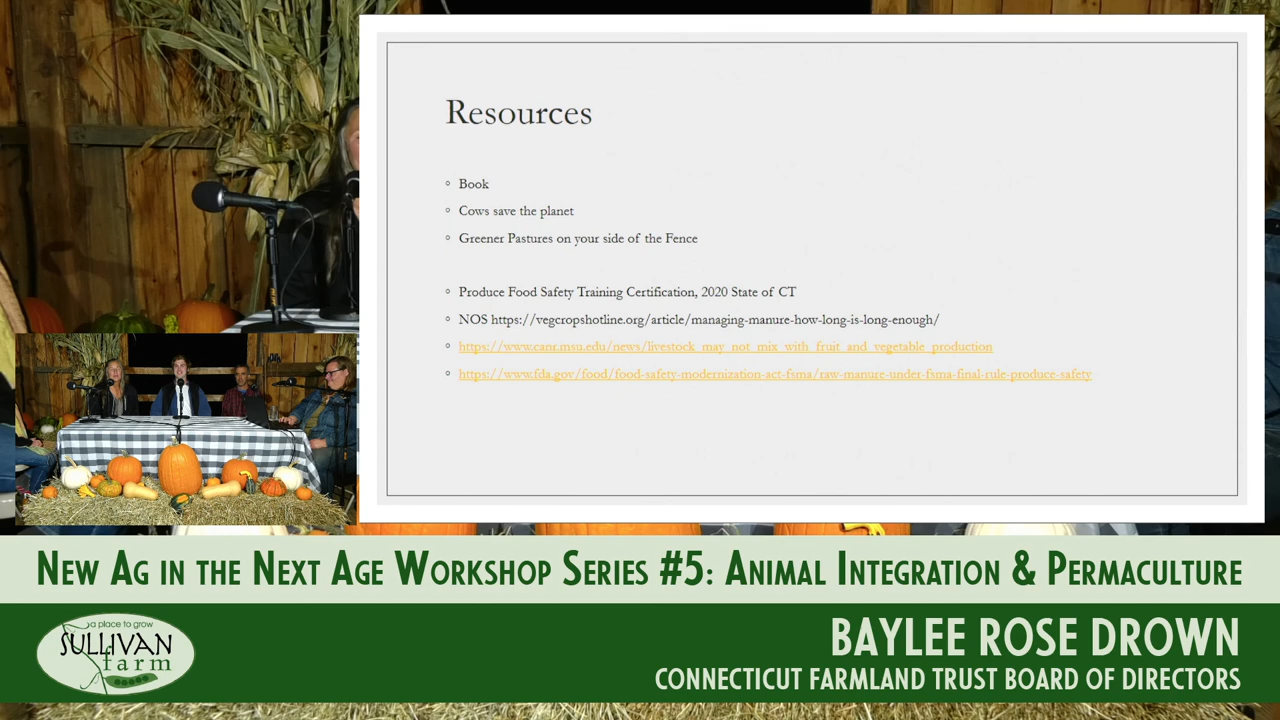 Resources
Book
Cows save the planet
Greener Pastures on your side of the Fence
Produce Food Safety Training Certification, 2020 State of CT
NOS https://vegcropshotline.org/article/managing-manure-how-long-is-long-enough/
https://www.canr.msu.edu/news/livestock_may_not_mix_with_fruit_and_vegetable_production
https://www.fda.gov/food/food-safety-modernization-act-fsma/raw-manure-under-fsma-final-rule-produce-safety
New Ag in the Next Age Workshop Series #5: Animal Integration & Permaculture
a place to grow
SULLIVAN
farm
BAYLEE ROSE DROWN
CONNECTICUT FARMLAND TRUST BOARD OF DIRECTORS